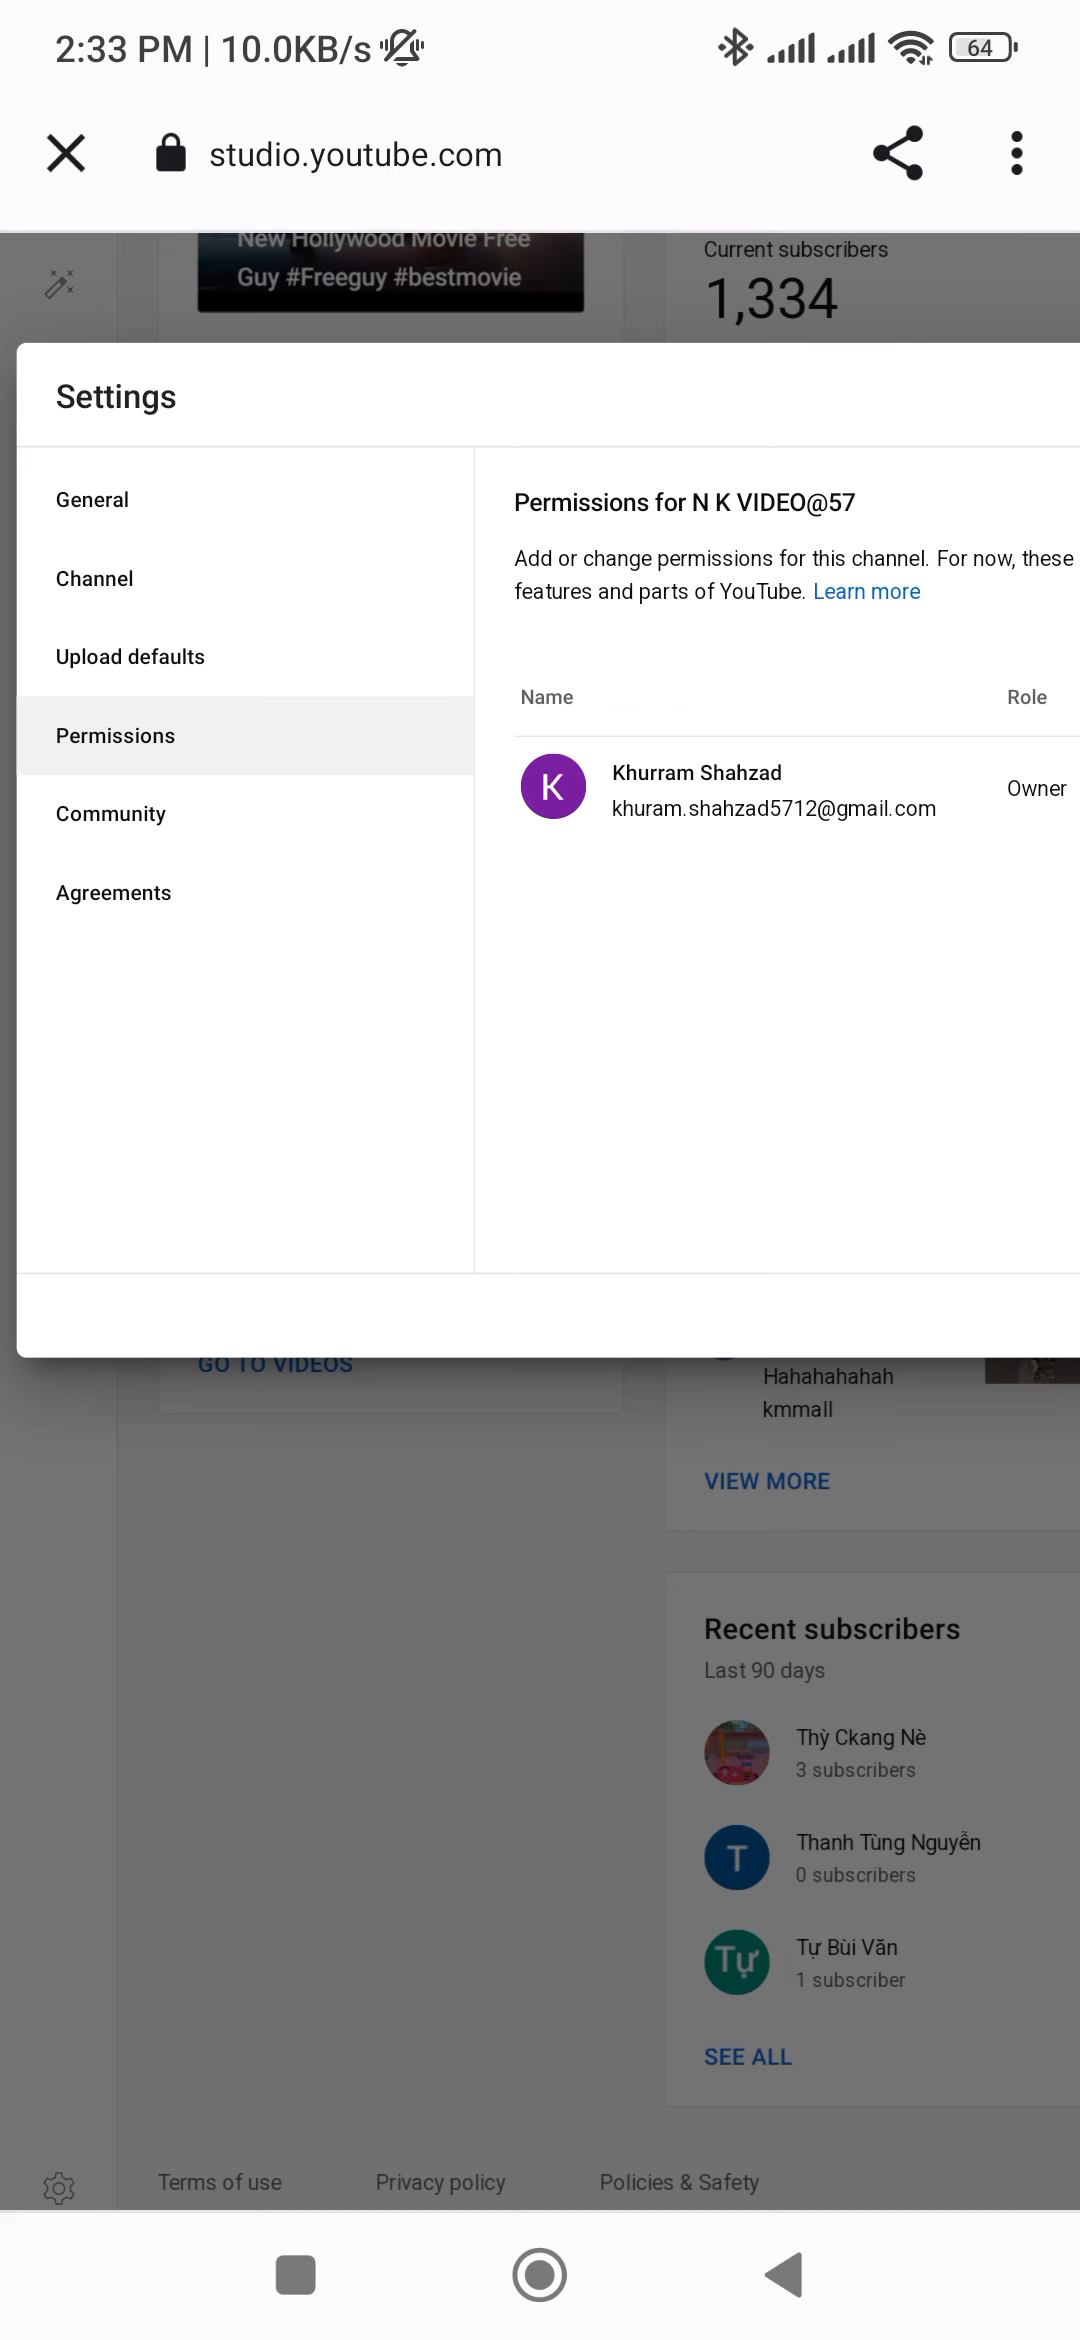 2:33 PM | 10.0KB/s
64
studio.youtube.com
New Hollywood Movie Free
Guy #Freeguy #bestmovie
Current subscribers
1,334
Settings
General
Channel
Upload defaults
Permissions
Community
Agreements
Permissions for N K VIDEO@57
Add or change permissions for this channel. For now, these
features and parts of YouTube. Learn more
Name
Role
K
Khurram Shahzad
khuram.shahzad5712@gmail.com
Owner
GO TO VIDEOS
Hahahahahah
kmmall
VIEW MORE
Recent subscribers
Last 90 days
Thỳ Ckang Nè
3 subscribers
T
Thanh Tùng Nguyễn
0 subscribers
Tự
Tự Bùi Văn
1 subscriber
SEE ALL
Terms of use
Privacy policy
Policies & Safety